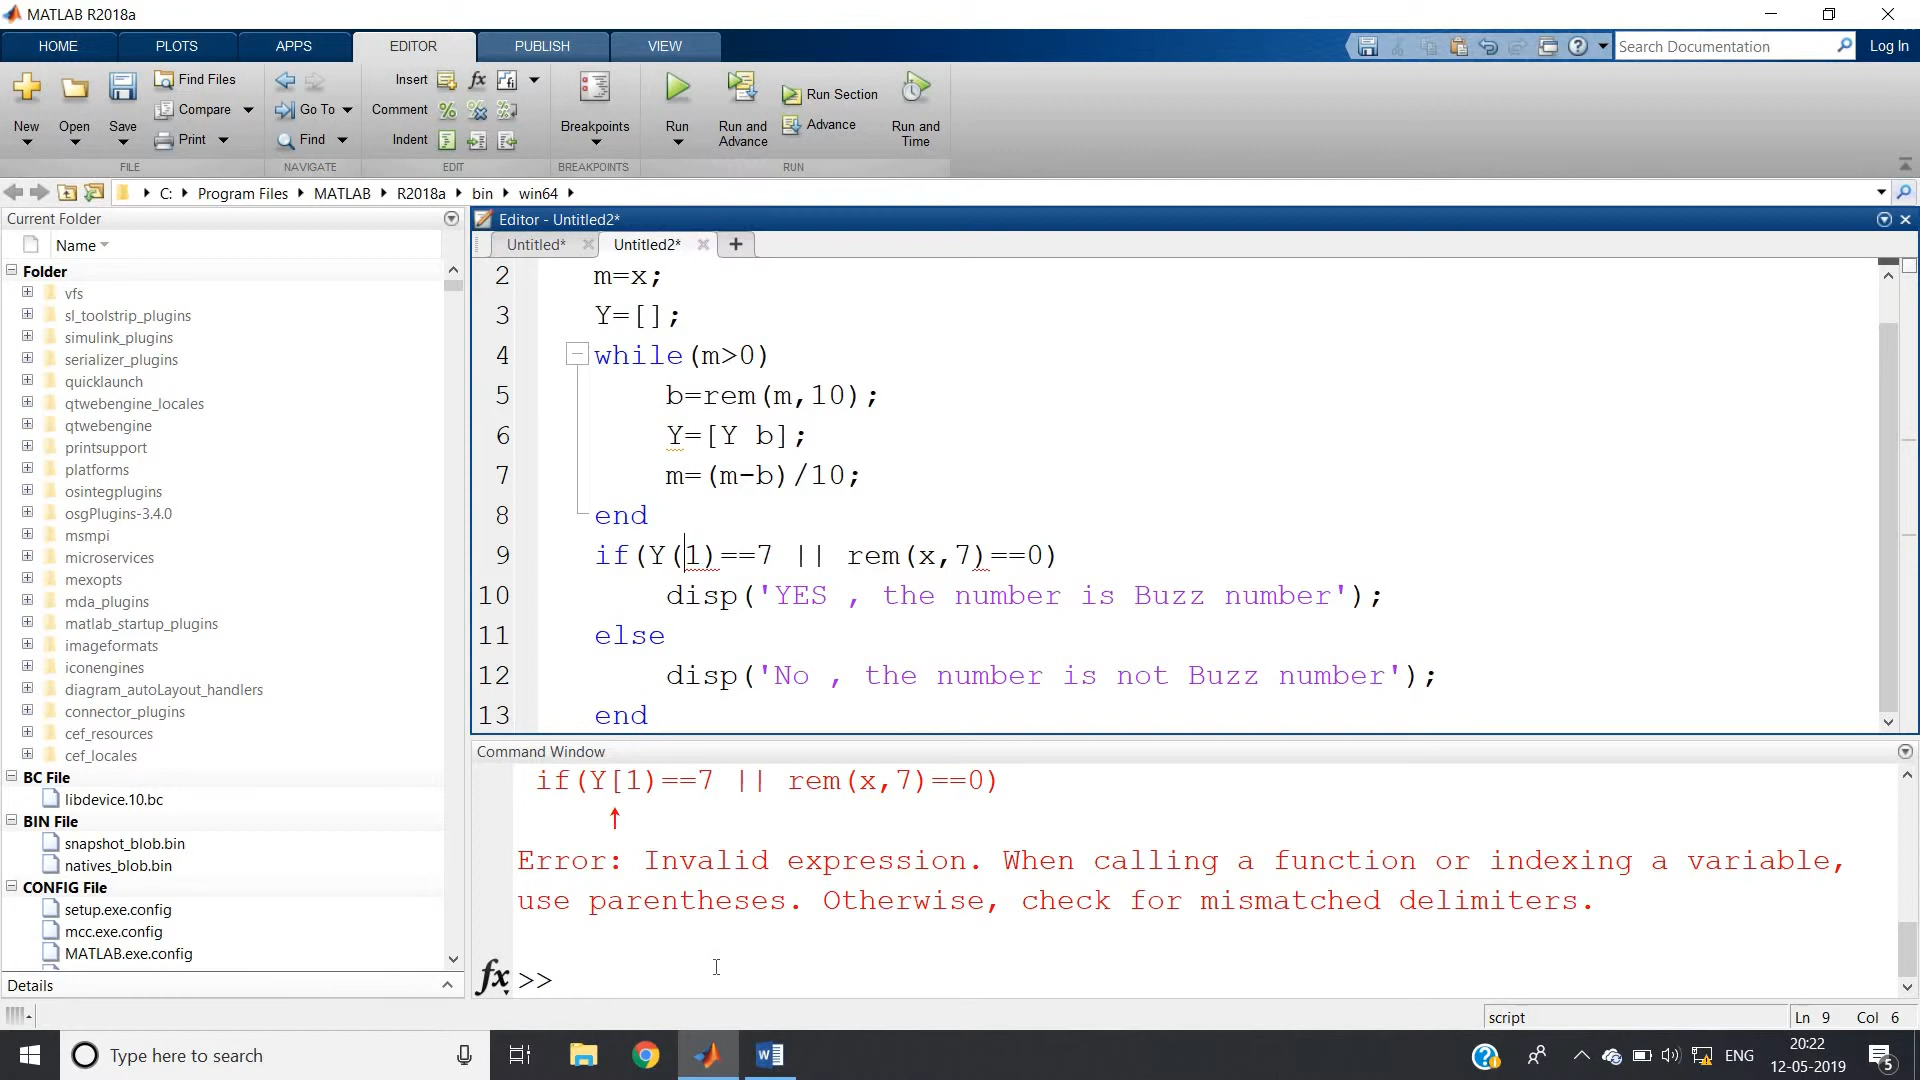 MATLAB R2018a
HOME PLOTS APPS EDITOR PUBLISH VIEW
Search Documentation
Log In
New
Open
Save
Find Files
Compare
Print
FILE
Go To
Find
NAVIGATE
Insert
Comment
Indent
EDIT
Breakpoints
BREAKPOINTS
Run
Run and
Advance
Run Section
Advance
Run and
Time
RUN
C: Program Files MATLAB R2018a bin win64
Current Folder
Name
Folder
vfs
sl_toolstrip_plugins
simulink_plugins
serializer_plugins
quicklaunch
qtwebengine_locales
qtwebengine
printsupport
platforms
osintegplugins
osgPlugins-3.4.0
msmpi
microservices
mexopts
mda_plugins
matlab_startup_plugins
imageformats
iconengines
diagram_autoLayout_handlers
connector_plugins
cef_resources
cef_locales
BC File
libdevice.10.bc
BIN File
snapshot_blob.bin
natives_blob.bin
CONFIG File
setup.exe.config
mcc.exe.config
MATLAB.exe.config
Details
Editor - Untitled2*
Untitled* Untitled2*
2 m=x;
3 Y=[];
4 while(m>0)
5 b=rem(m,10);
6 Y=[Y b];
7 m=(m-b)/10;
8 end
9 if(Y(1)==7 || rem(x,7)==0)
10 disp('YES , the number is Buzz number');
11 else
12 disp('No , the number is not Buzz number');
13 end
Command Window
if(Y[1)==7 || rem(x,7)==0)
↑
Error: Invalid expression. When calling a function or indexing a variable,
use parentheses. Otherwise, check for mismatched delimiters.
fx >>
script
Ln 9 Col 6
Type here to search
ENG
20:22
12-05-2019
5